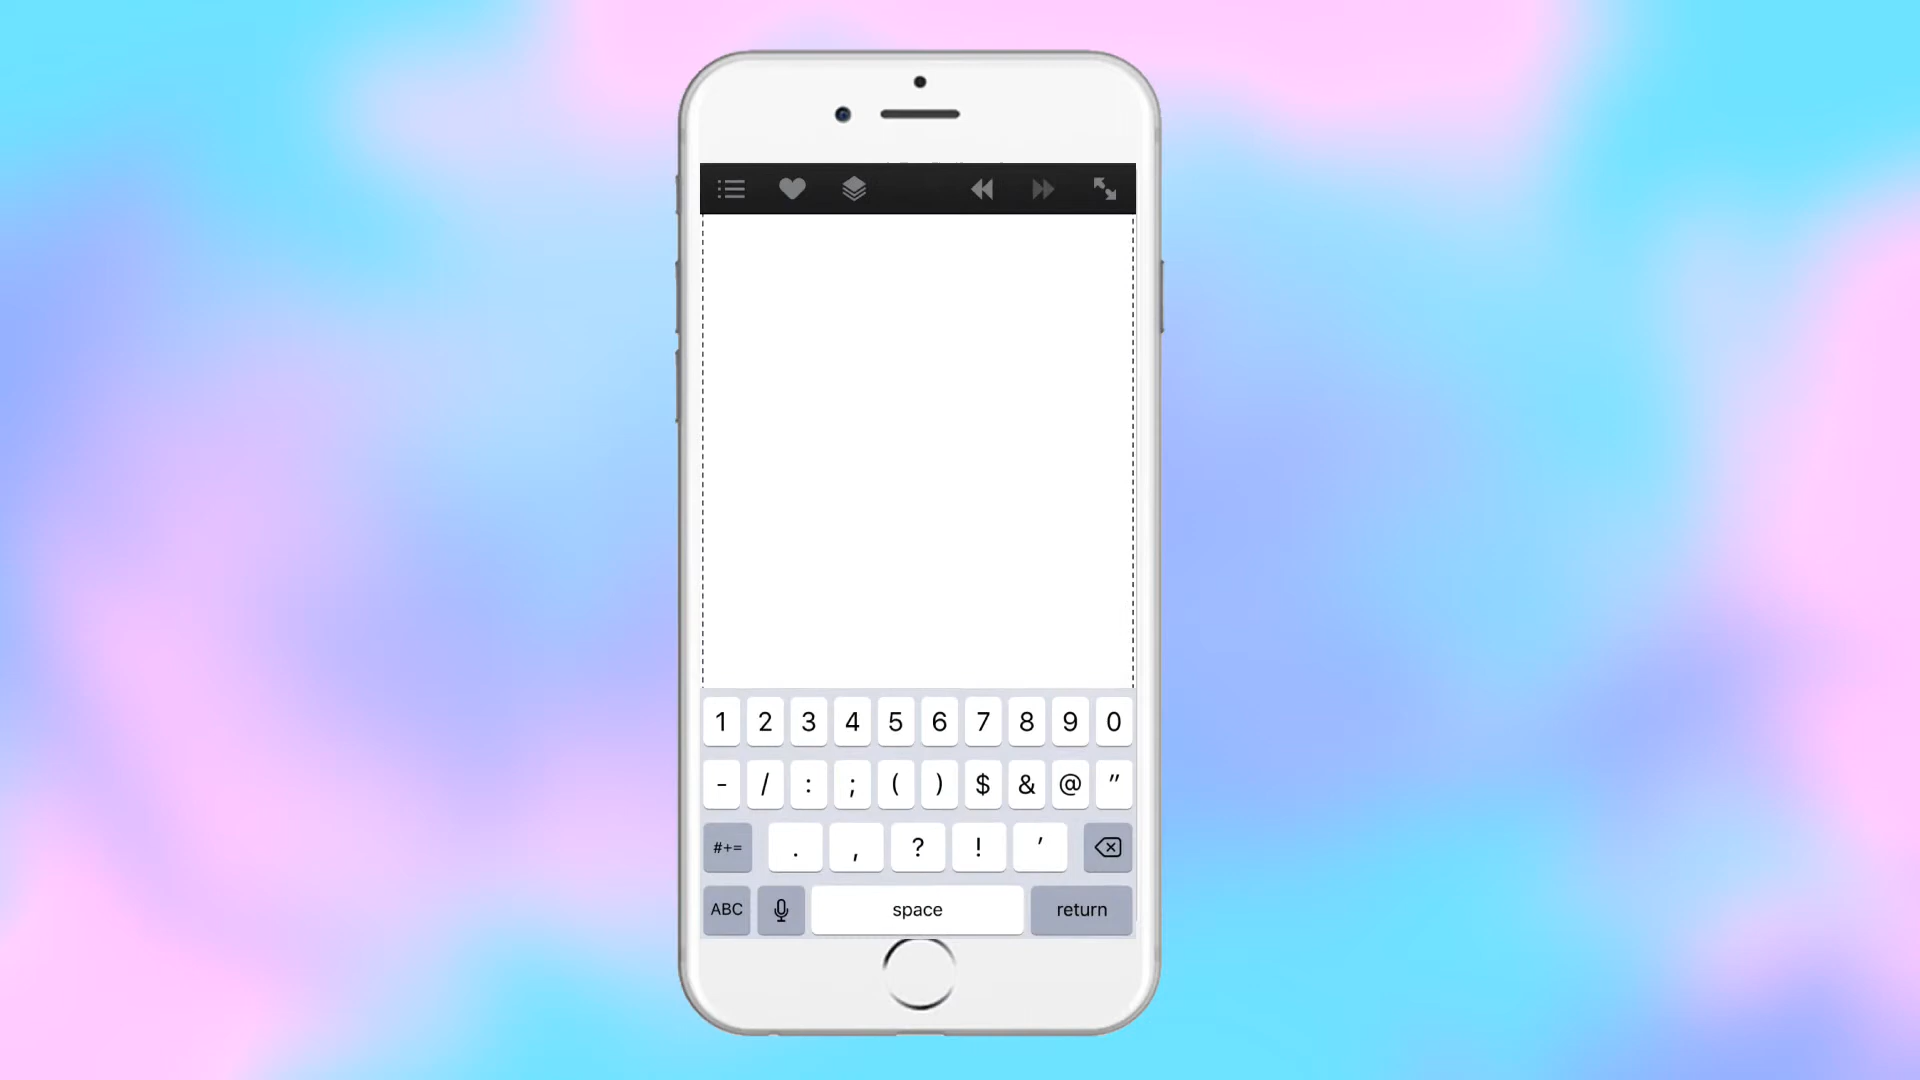 1 2 3 4 5 6 7 8 9 0
- / : ; ( ) $ & @ "
#+= . , ? ! '
ABC space return